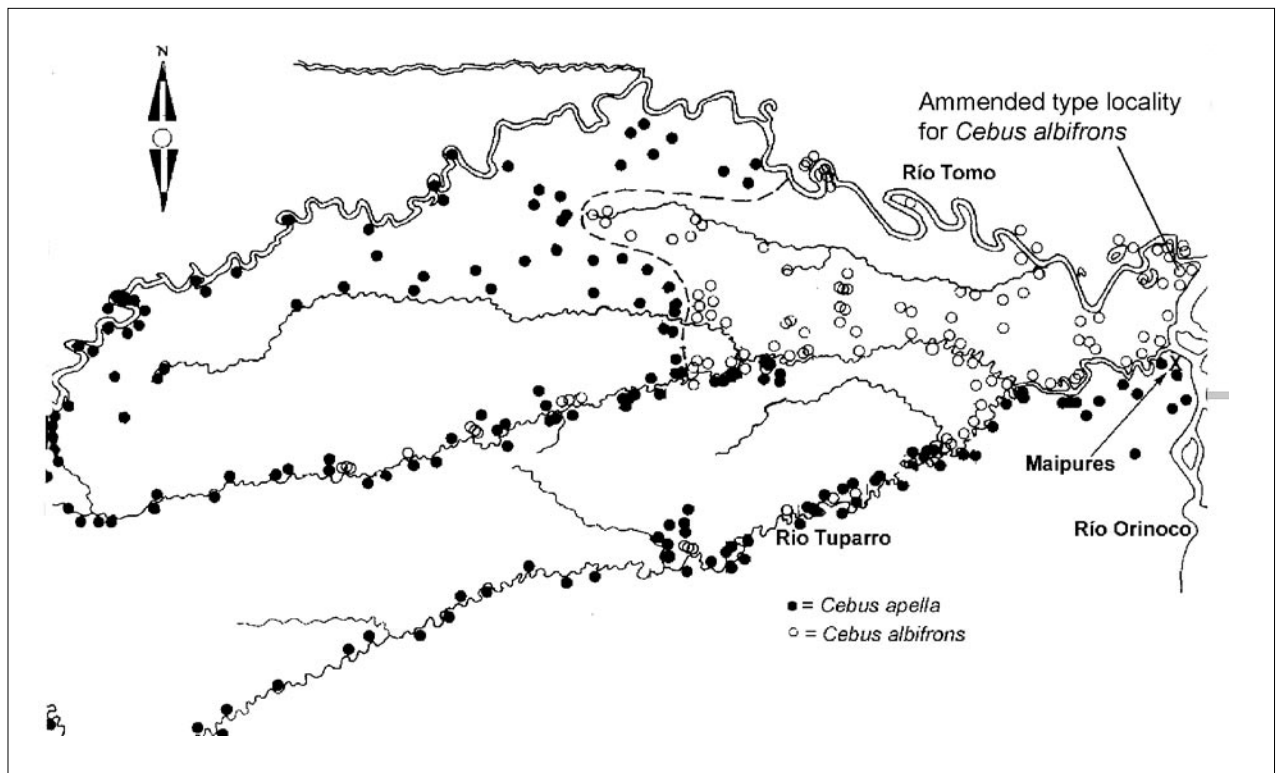 N
Ammended type locality
for Cebus albifrons
Río Tomo
x
Maipures
Río Orinoco
Río Tuparro
● = Cebus apella
○ = Cebus albifrons